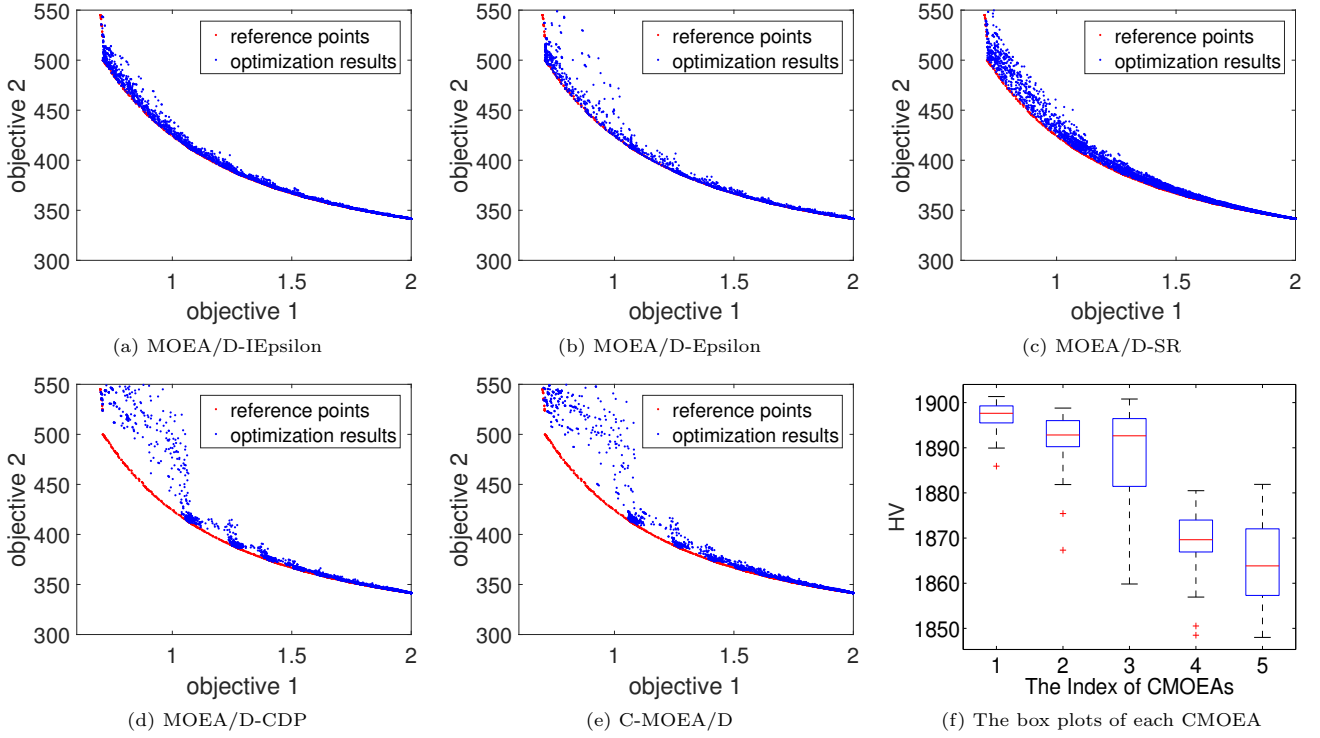 550
500
450
400
350
300
objective 2
reference points
optimization results
1
1.5
2
objective 1
(a) MOEA/D-IEpsilon
550
500
450
400
350
300
objective 2
reference points
optimization results
1
1.5
2
objective 1
(b) MOEA/D-Epsilon
550
500
450
400
350
300
objective 2
reference points
optimization results
1
1.5
2
objective 1
(c) MOEA/D-SR
550
500
450
400
350
300
objective 2
reference points
optimization results
1
1.5
2
objective 1
(d) MOEA/D-CDP
550
500
450
400
350
300
objective 2
reference points
optimization results
1
1.5
2
objective 1
(e) C-MOEA/D
1900
1890
1880
1870
1860
1850
HV
1 2 3 4 5
The Index of CMOEAs
(f) The box plots of each CMOEA